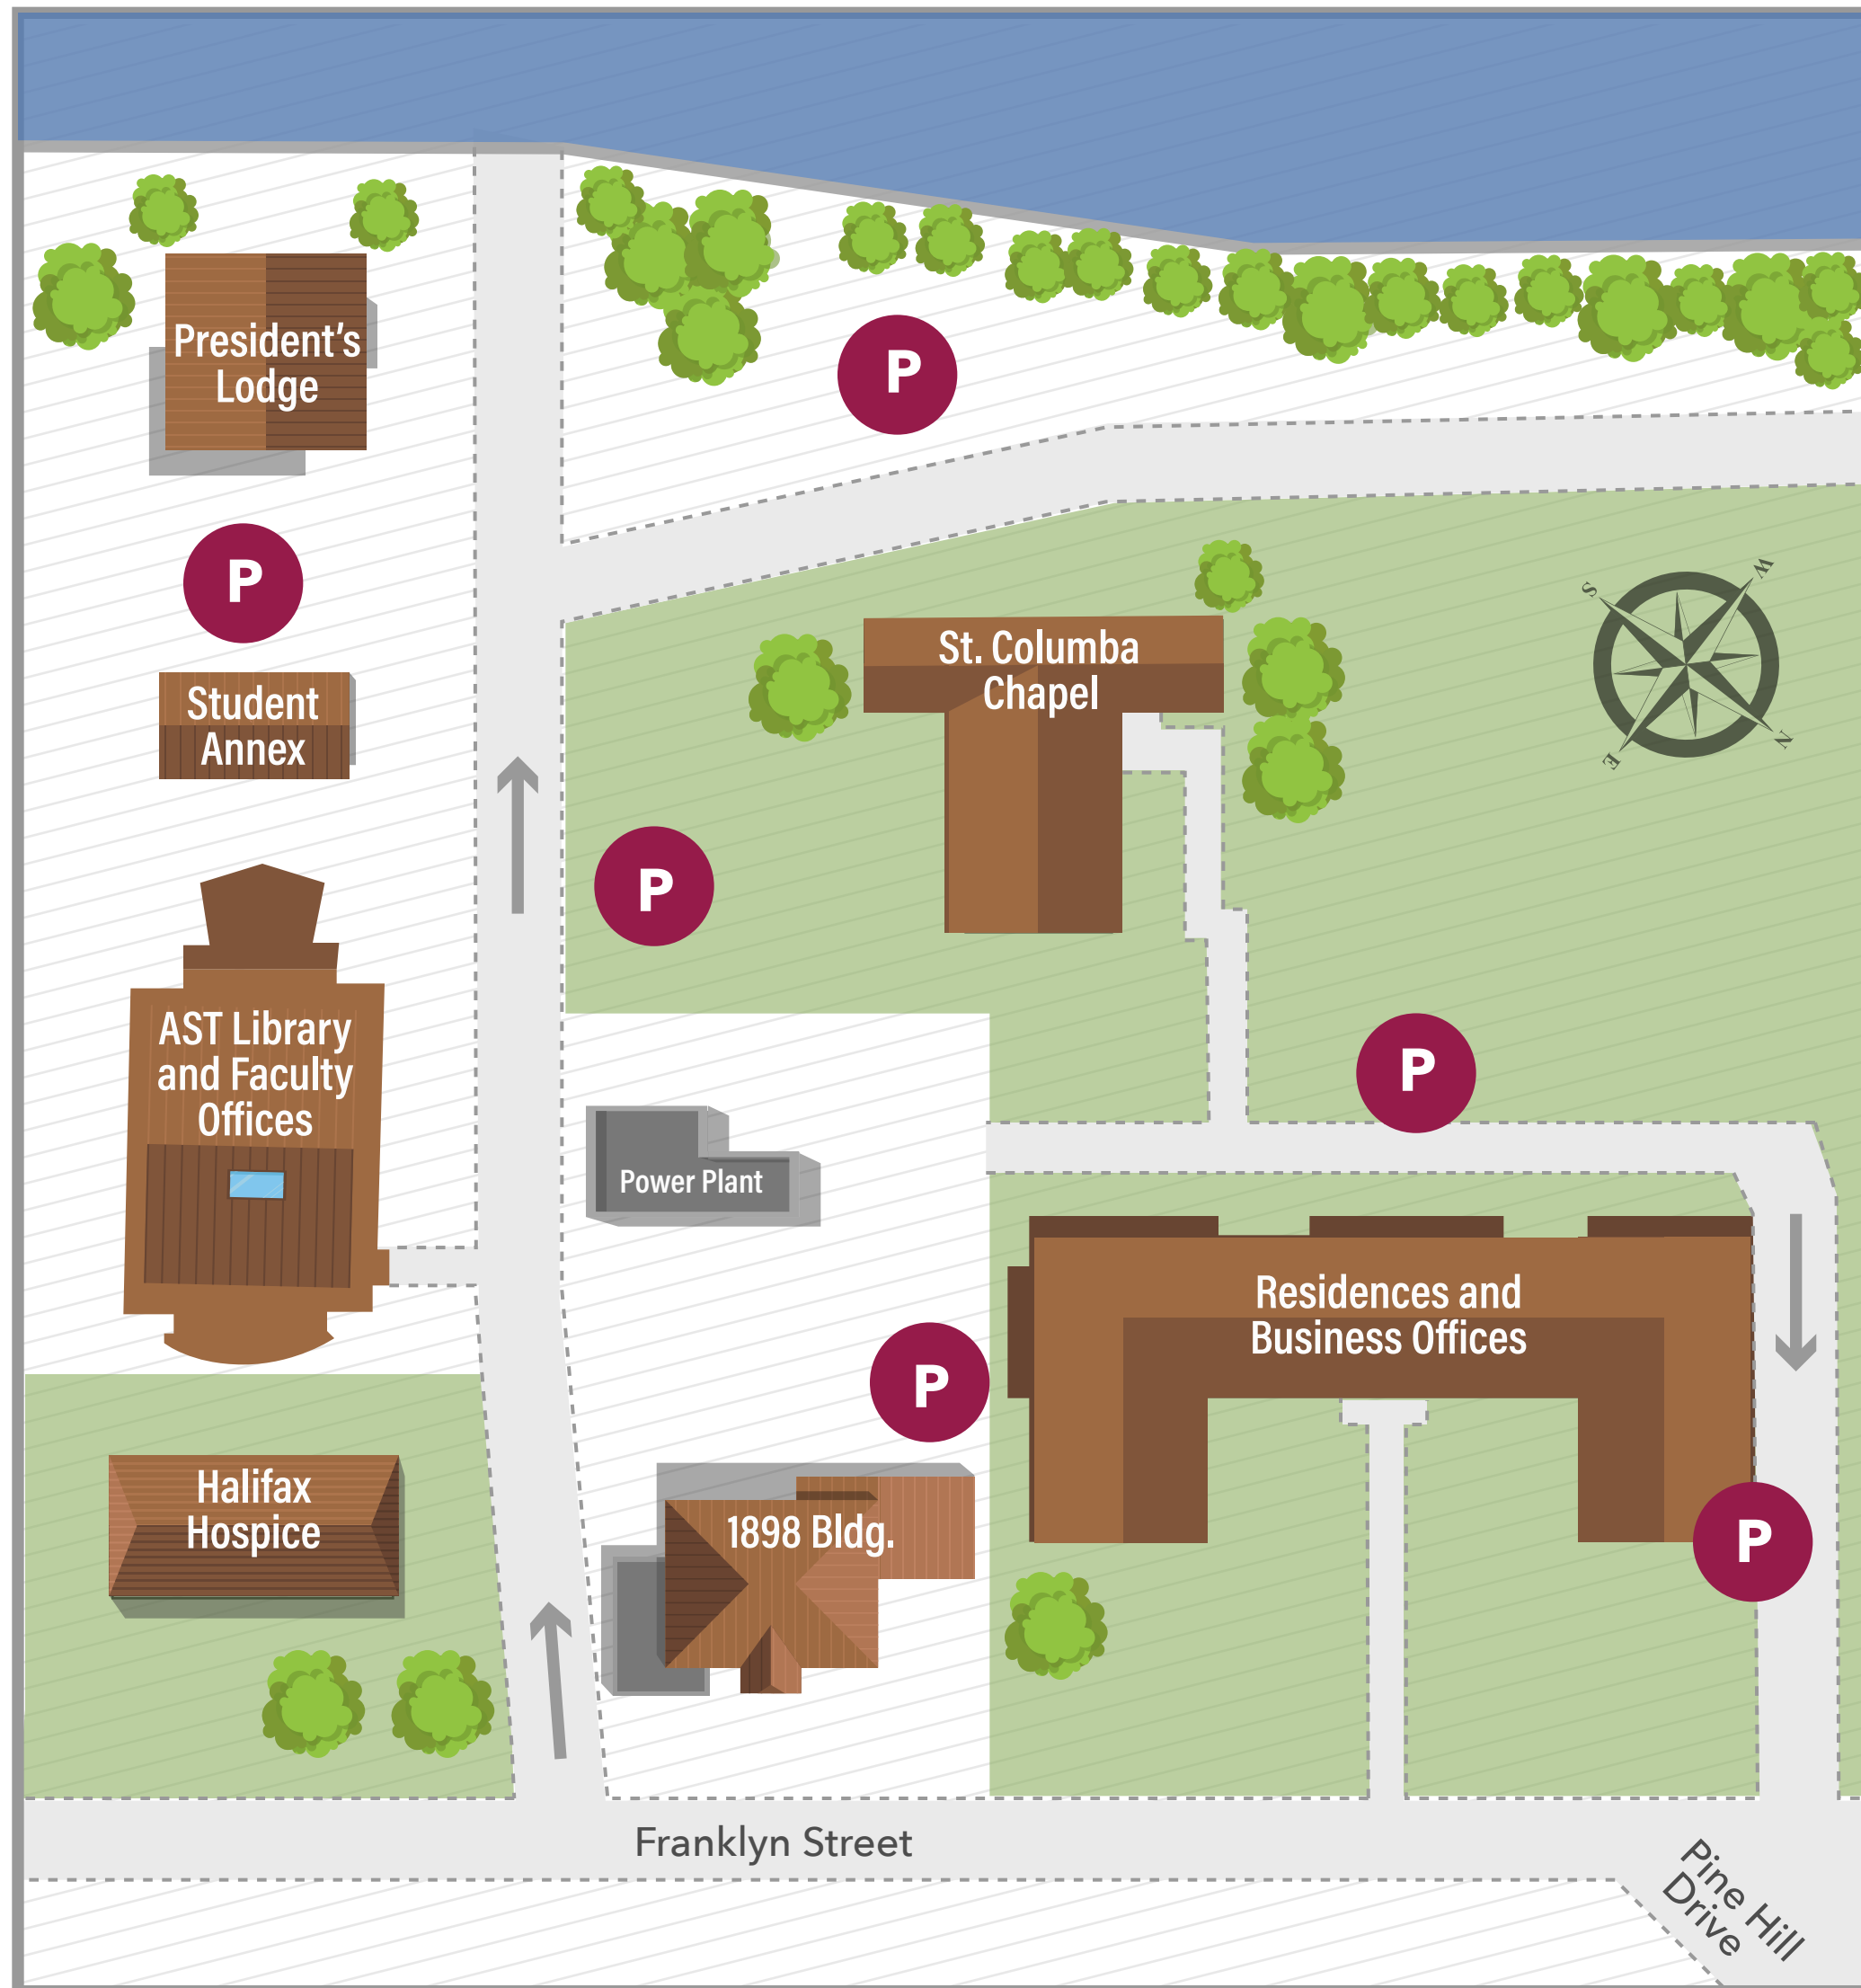 President’s
Lodge
P
P
Student
Annex
St. Columba
Chapel
W
S
N
E
P
AST Library
and Faculty
Offices
P
Power Plant
Residences and
Business Offices
P
Halifax
Hospice
1898 Bldg.
P
Franklyn Street
Pine Hill
Drive